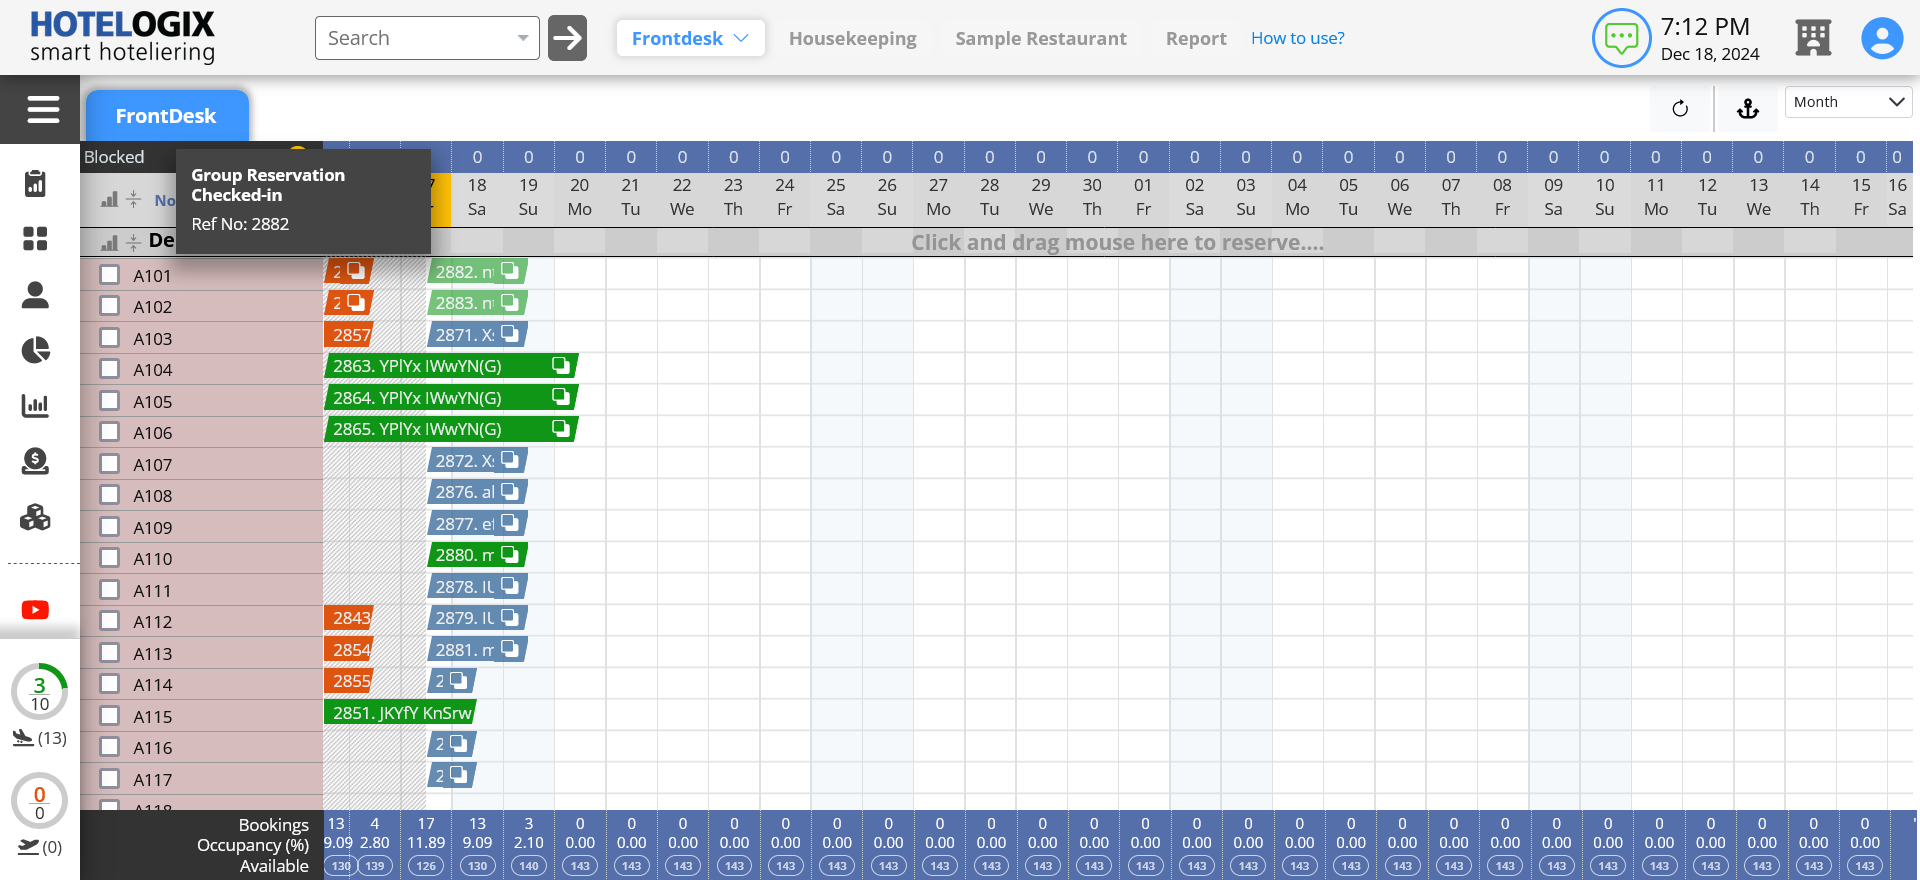 HOTELOGIX
smart hoteliering
Search
Frontdesk
Housekeeping
Sample Restaurant
Report
How to use?
7:12 PM
Dec 18, 2024
FrontDesk
Month
Blocked
0 0 0 0 0 0 0 0 0 0 0 0 0 0 0 0 0 0 0 0 0 0 0 0 0 0 0 0 0
Group Reservation
Checked-in
Ref No: 2882
No
18 19 20 21 22 23 24 25 26 27 28 29 30 01 02 03 04 05 06 07 08 09 10 11 12 13 14 15 16
Sa Su Mo Tu We Th Fr Sa Su Mo Tu We Th Fr Sa Su Mo Tu We Th Fr Sa Su Mo Tu We Th Fr Sa
De
Click and drag mouse here to reserve....
A101 2 2882. n
A102 2 2883. n
A103 2857 2871. X
A104 2863. YPlYx IWwYN(G)
A105 2864. YPlYx IWwYN(G)
A106 2865. YPlYx IWwYN(G)
A107 2872. X
A108 2876. al
A109 2877. e
A110 2880. m
A111 2878. IU
A112 2843 2879. IU
A113 2854 2881. m
A114 2855 2
A115 2851. JKYfY KnSrw
A116 2
A117 2
A118
3
10
(13)
0
0
(0)
Bookings 13 4 17 13 3 0 0 0 0 0 0 0 0 0 0 0 0 0 0 0 0 0 0 0 0 0 0 0 0 0 0
Occupancy (%) 9.09 2.80 11.89 9.09 2.10 0.00 0.00 0.00 0.00 0.00 0.00 0.00 0.00 0.00 0.00 0.00 0.00 0.00 0.00 0.00 0.00 0.00 0.00 0.00 0.00 0.00 0.00 0.00 0.00 0.00 0.00
Available 130 139 126 130 140 143 143 143 143 143 143 143 143 143 143 143 143 143 143 143 143 143 143 143 143 143 143 143 143 143 143